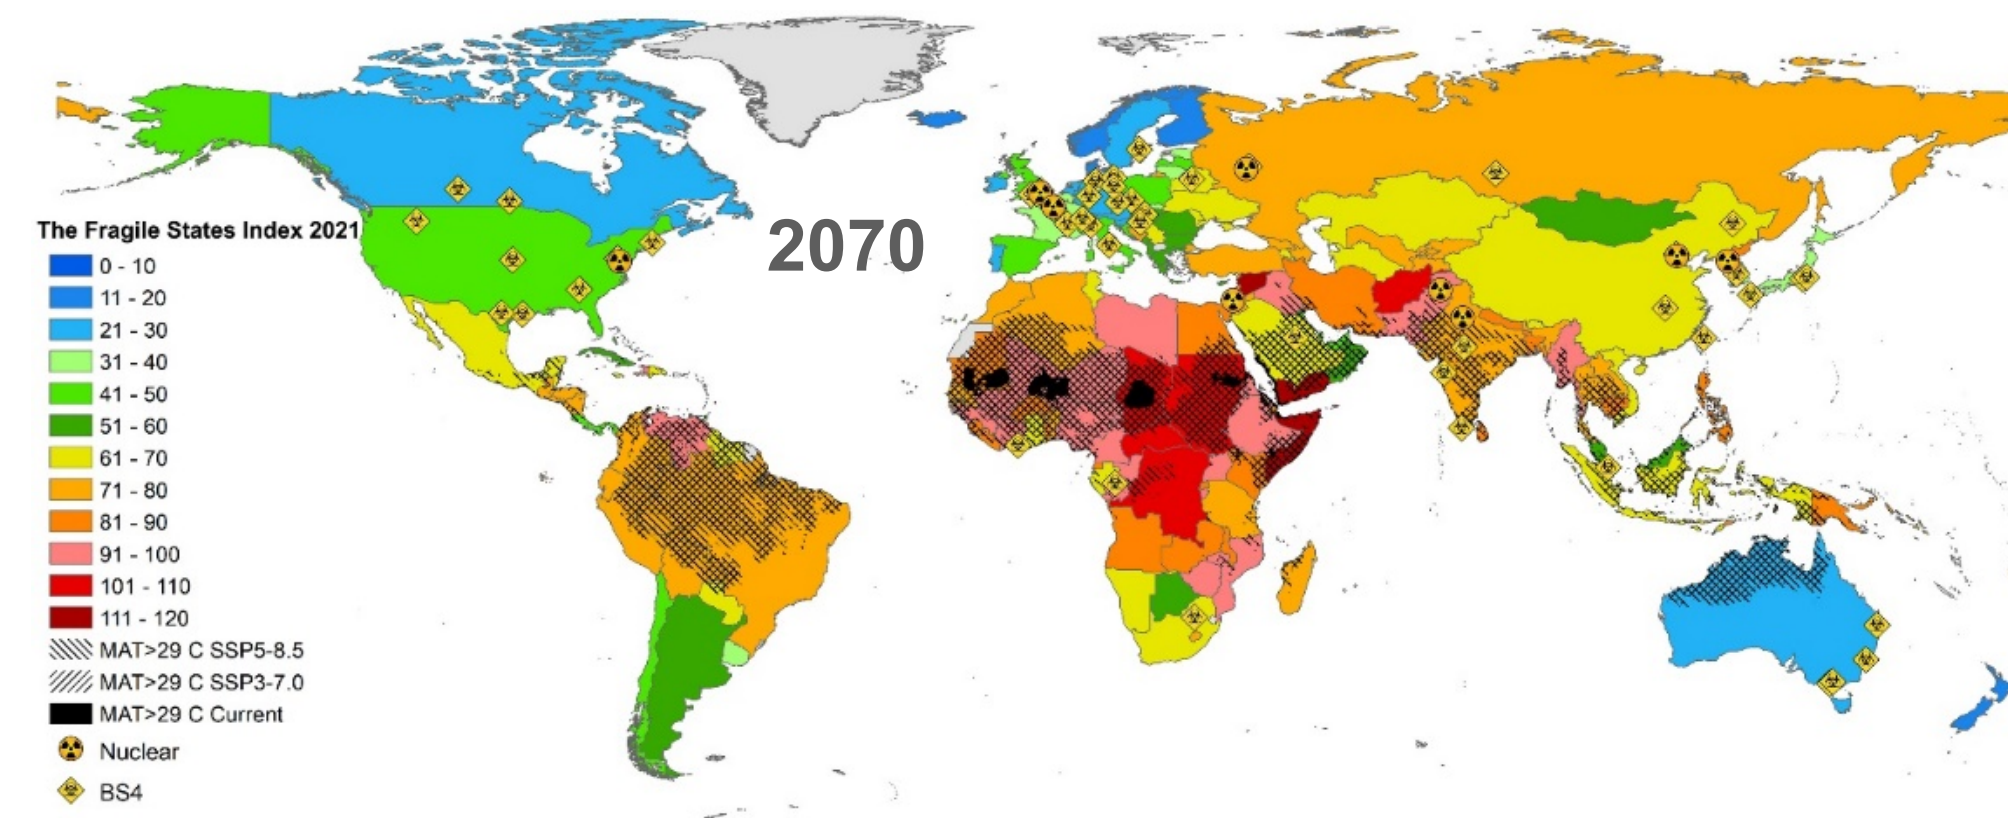 The Fragile States Index 2021
0 - 10
11 - 20
21 - 30
31 - 40
41 - 50
51 - 60
61 - 70
71 - 80
81 - 90
91 - 100
101 - 110
111 - 120
MAT>29 C SSP5-8.5
MAT>29 C SSP3-7.0
MAT>29 C Current
Nuclear
BS4
2070